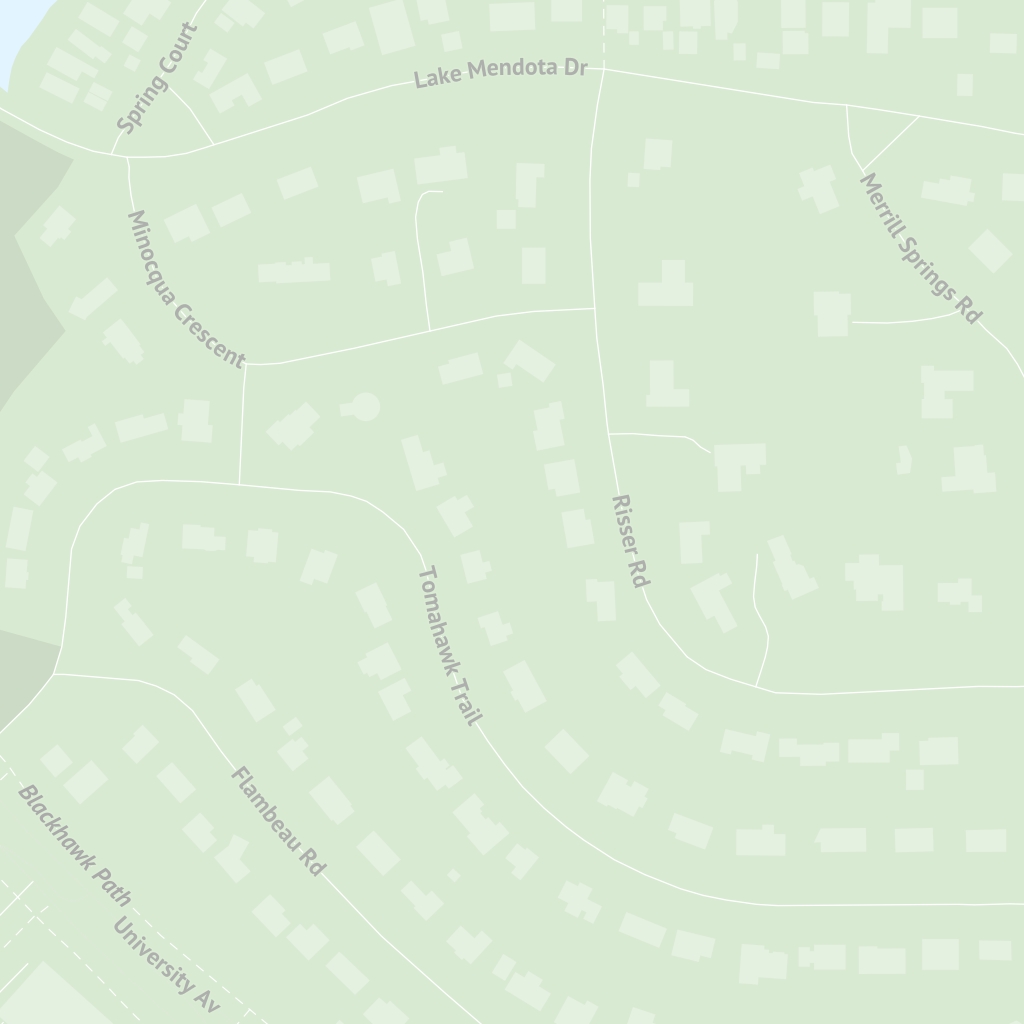 Spring Court
Lake Mendota Dr
Merrill Springs Rd
Minocqua Crescent
Risser Rd
Tomahawk Trail
Flambeau Rd
Blackhawk Path
University Av